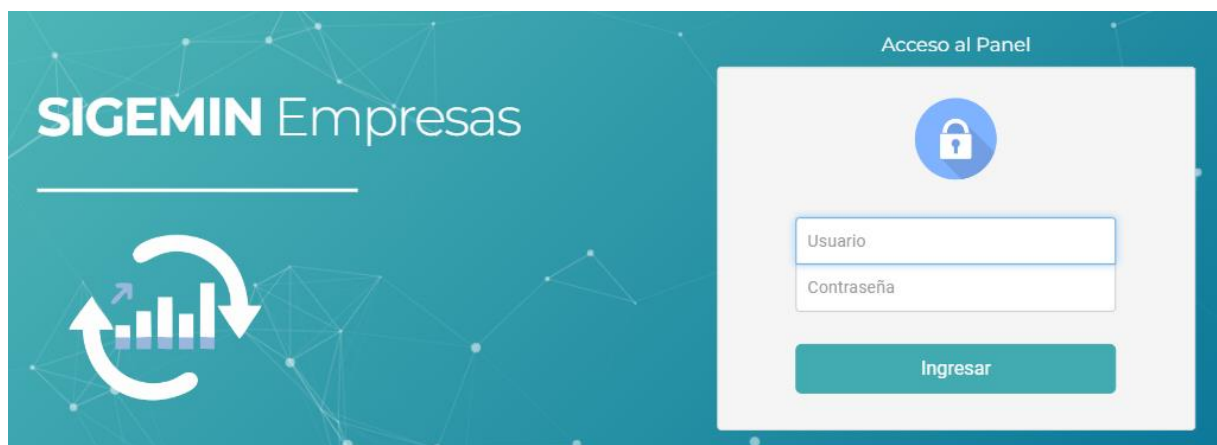 Acceso al Panel
SIGEMIN Empresas
Usuario
Contraseña
Ingresar